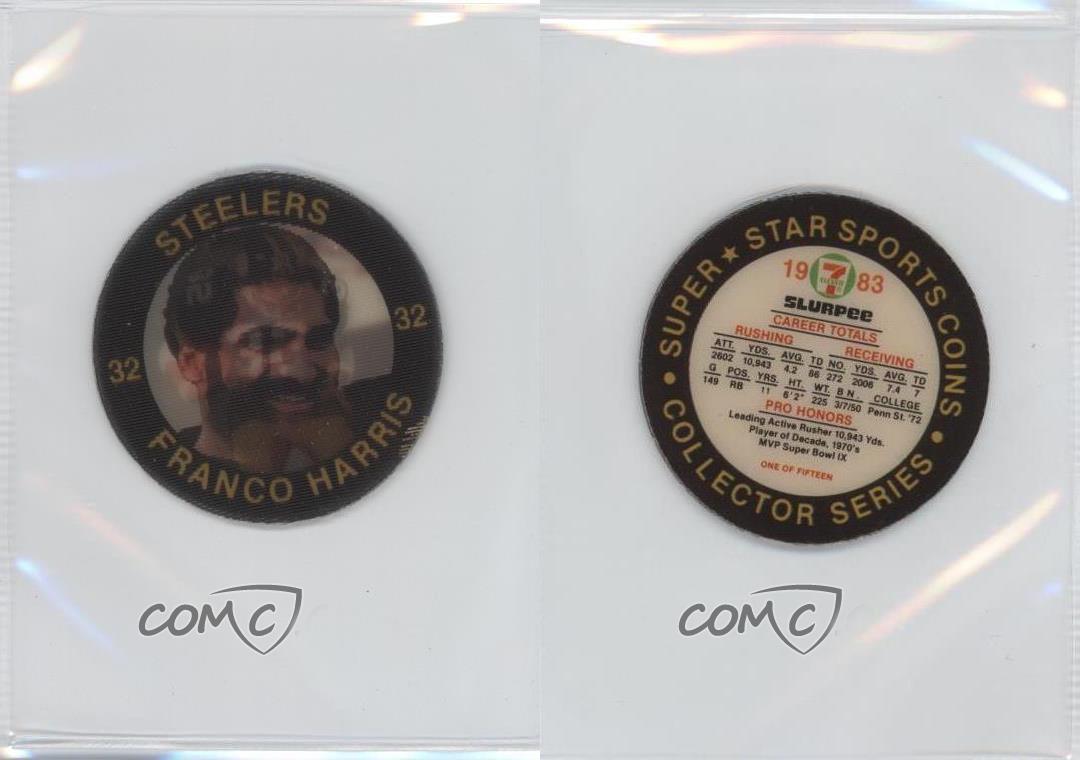 STEELERS
32
32
FRANCO HARRIS
COMC
SUPER ★ STAR SPORTS COINS
• COLLECTOR SERIES •
19 7 ELEVEN 83
SLURPEE
CAREER TOTALS
RUSHING RECEIVING
ATT. YDS. AVG. TD NO. YDS. AVG. TD
2602 10,943 4.2 86 272 2006 7.4 7
G POS. YRS. HT. WT. BN. COLLEGE
149 RB 11 6'2" 225 3/7/50 Penn St. '72
PRO HONORS
Leading Active Rusher 10,943 Yds.
Player of Decade, 1970's
MVP Super Bowl IX
ONE OF FIFTEEN
COMC